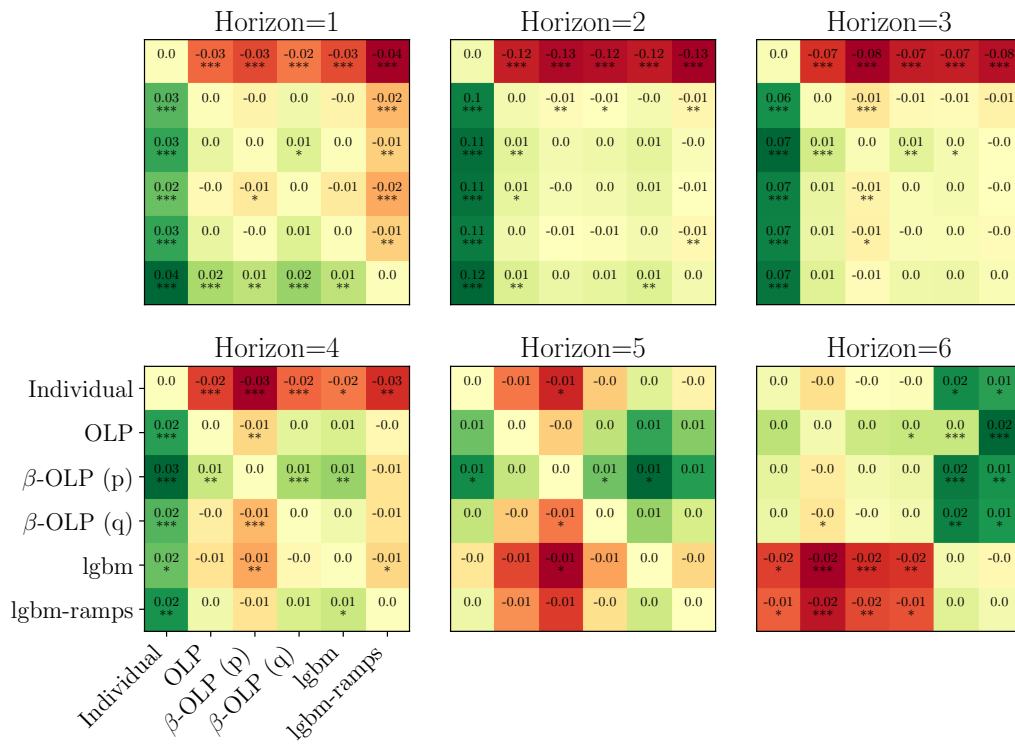 Horizon=1 Horizon=2 Horizon=3
0.0 -0.03 -0.03 -0.02 -0.03 -0.04 0.0 -0.12 -0.13 -0.12 -0.12 -0.13 0.0 -0.07 -0.08 -0.07 -0.07 -0.08
*** *** *** *** *** *** *** *** *** *** *** *** *** *** ***
0.03 0.0 -0.0 0.0 -0.0 -0.02 0.1 0.0 -0.01 -0.01 -0.0 -0.01 0.06 0.0 -0.01 -0.01 -0.01 -0.01
*** *** *** ** * ** *** ***
0.03 0.0 0.0 0.01 0.0 -0.01 0.11 0.01 0.0 0.0 0.01 -0.0 0.07 0.01 0.0 0.01 0.0 -0.0
*** * ** *** ** *** *** ** *
0.02 -0.0 -0.01 0.0 -0.01 -0.02 0.11 0.01 -0.0 0.0 0.01 -0.0 0.07 0.01 -0.01 0.0 0.0 -0.0
*** * *** *** * *** **
0.03 0.0 -0.0 0.01 0.0 -0.01 0.11 0.0 -0.01 -0.01 0.0 -0.01 0.07 0.01 -0.01 0.0 0.0 -0.0
*** ** *** ** *** *
0.04 0.02 0.01 0.02 0.01 0.0 0.12 0.01 0.0 0.01 0.01 0.0 0.07 0.01 -0.01 0.0 0.0 0.0
*** *** ** *** ** *** ** ** ***
Horizon=4 Horizon=5 Horizon=6
Individual 0.0 -0.02 -0.03 -0.02 -0.02 -0.03 0.0 -0.01 -0.01 -0.0 0.0 -0.0 0.0 -0.0 -0.0 -0.0 0.02 0.01
*** *** *** * ** * * *
OLP 0.02 0.0 -0.01 0.01 0.01 -0.0 0.01 0.0 -0.0 0.0 0.01 0.01 0.0 0.0 0.0 0.0 0.0 0.02
*** ** * *** ***
β-OLP (p) 0.03 0.01 0.0 0.01 0.01 -0.01 0.01 0.0 0.0 0.01 0.01 0.01 0.0 -0.0 0.0 0.0 0.02 0.01
*** ** *** ** * * * *** **
β-OLP (q) 0.02 -0.0 -0.01 0.0 0.0 -0.01 0.0 -0.0 -0.01 0.0 0.01 0.0 0.0 -0.0 -0.0 0.0 0.02 0.01
*** *** * * ** *
lgbm 0.02 -0.01 -0.01 -0.0 0.0 -0.01 -0.0 -0.01 -0.01 -0.01 0.0 -0.0 -0.02 -0.02 -0.02 -0.02 0.0 -0.0
* ** * * * *** *** **
lgbm-ramps 0.02 0.0 -0.01 0.01 0.01 0.0 0.0 -0.01 -0.01 -0.0 0.0 0.0 -0.01 -0.02 -0.02 -0.01 0.0 0.0
** * * *** ** *
Individual
OLP
β-OLP (p)
β-OLP (q)
lgbm
lgbm-ramps